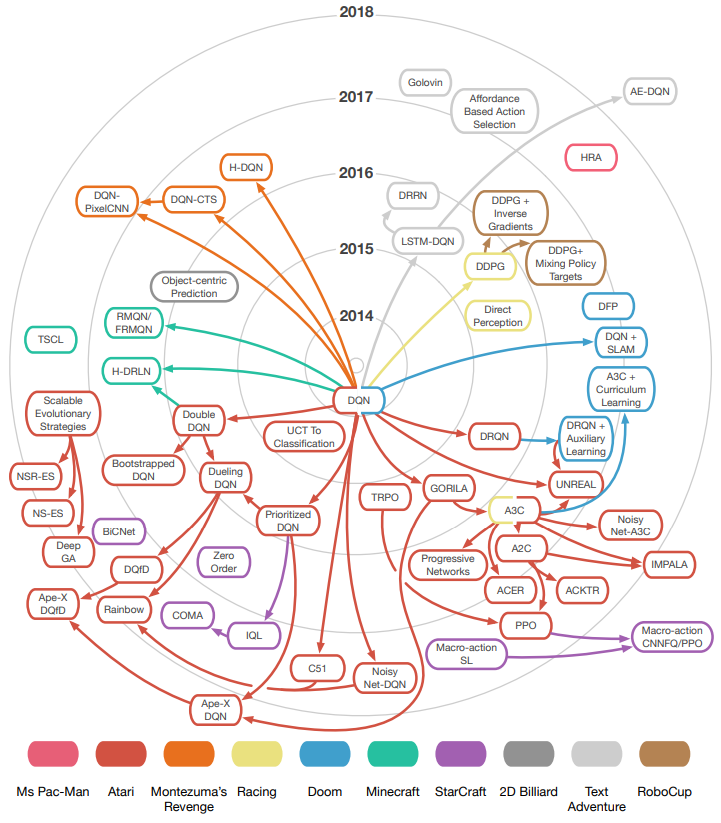 2018
Golovin
2017
AE-DQN
Affordance
Based Action
Selection
HRA
H-DQN
2016
DRRN
DQN-
PixelCNN
DQN-CTS
DDPG +
Inverse
Gradients
LSTM-DQN
2015
DDPG+
Mixing Policy
Targets
DDPG
Object-centric
Prediction
DFP
RMQN/
FRMQN
2014
Direct
Perception
TSCL
DQN +
SLAM
H-DRLN
A3C +
Curriculum
Learning
Scalable
Evolutionary
Strategies
DQN
Double
DQN
UCT To
Classification
DRQN
DRQN +
Auxiliary
Learning
Bootstrapped
DQN
Dueling
DQN
NSR-ES
GORILA
UNREAL
TRPO
NS-ES
Prioritized
DQN
A3C
Noisy
Net-A3C
BiCNet
Deep
GA
A2C
Zero
Order
Progressive
Networks
IMPALA
DQfD
ACER
ACKTR
Ape-X
DQfD
Rainbow
COMA
IQL
PPO
Macro-action
CNNFQ/PPO
Macro-action
SL
C51
Noisy
Net-DQN
Ape-X
DQN
Ms Pac-Man
Atari
Montezuma's
Revenge
Racing
Doom
Minecraft
StarCraft
2D Billiard
Text
Adventure
RoboCup